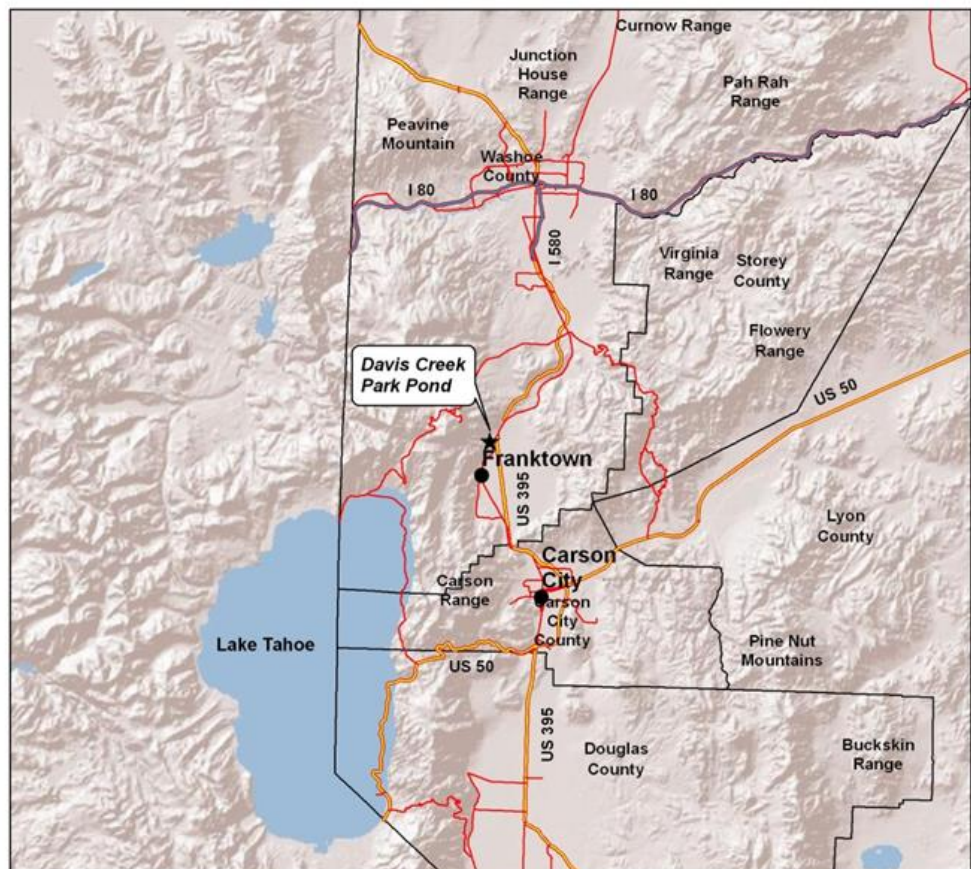 Curnow Range
Junction
House
Range
Pah Rah
Range
Peavine
Mountain
Washoe
County
I 80
I 80
I 580
Virginia
Range
Storey
County
Flowery
Range
Davis Creek
Park Pond
US 50
Franktown
US 395
Lyon
County
Carson
City
Carson
Range
Carson
City
County
Lake Tahoe
US 50
Pine Nut
Mountains
US 395
Douglas
County
Buckskin
Range